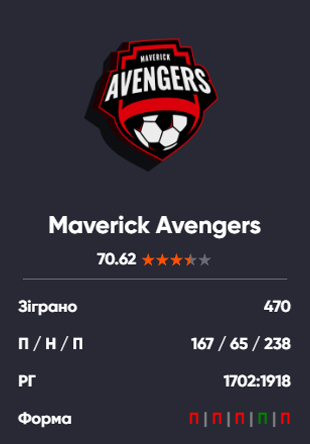 MAVERICK
AVENGERS
Maverick Avengers
70.62
Зіграно 470
П / Н / П 167 / 65 / 238
РГ 1702:1918
Форма П | П | П | П | П